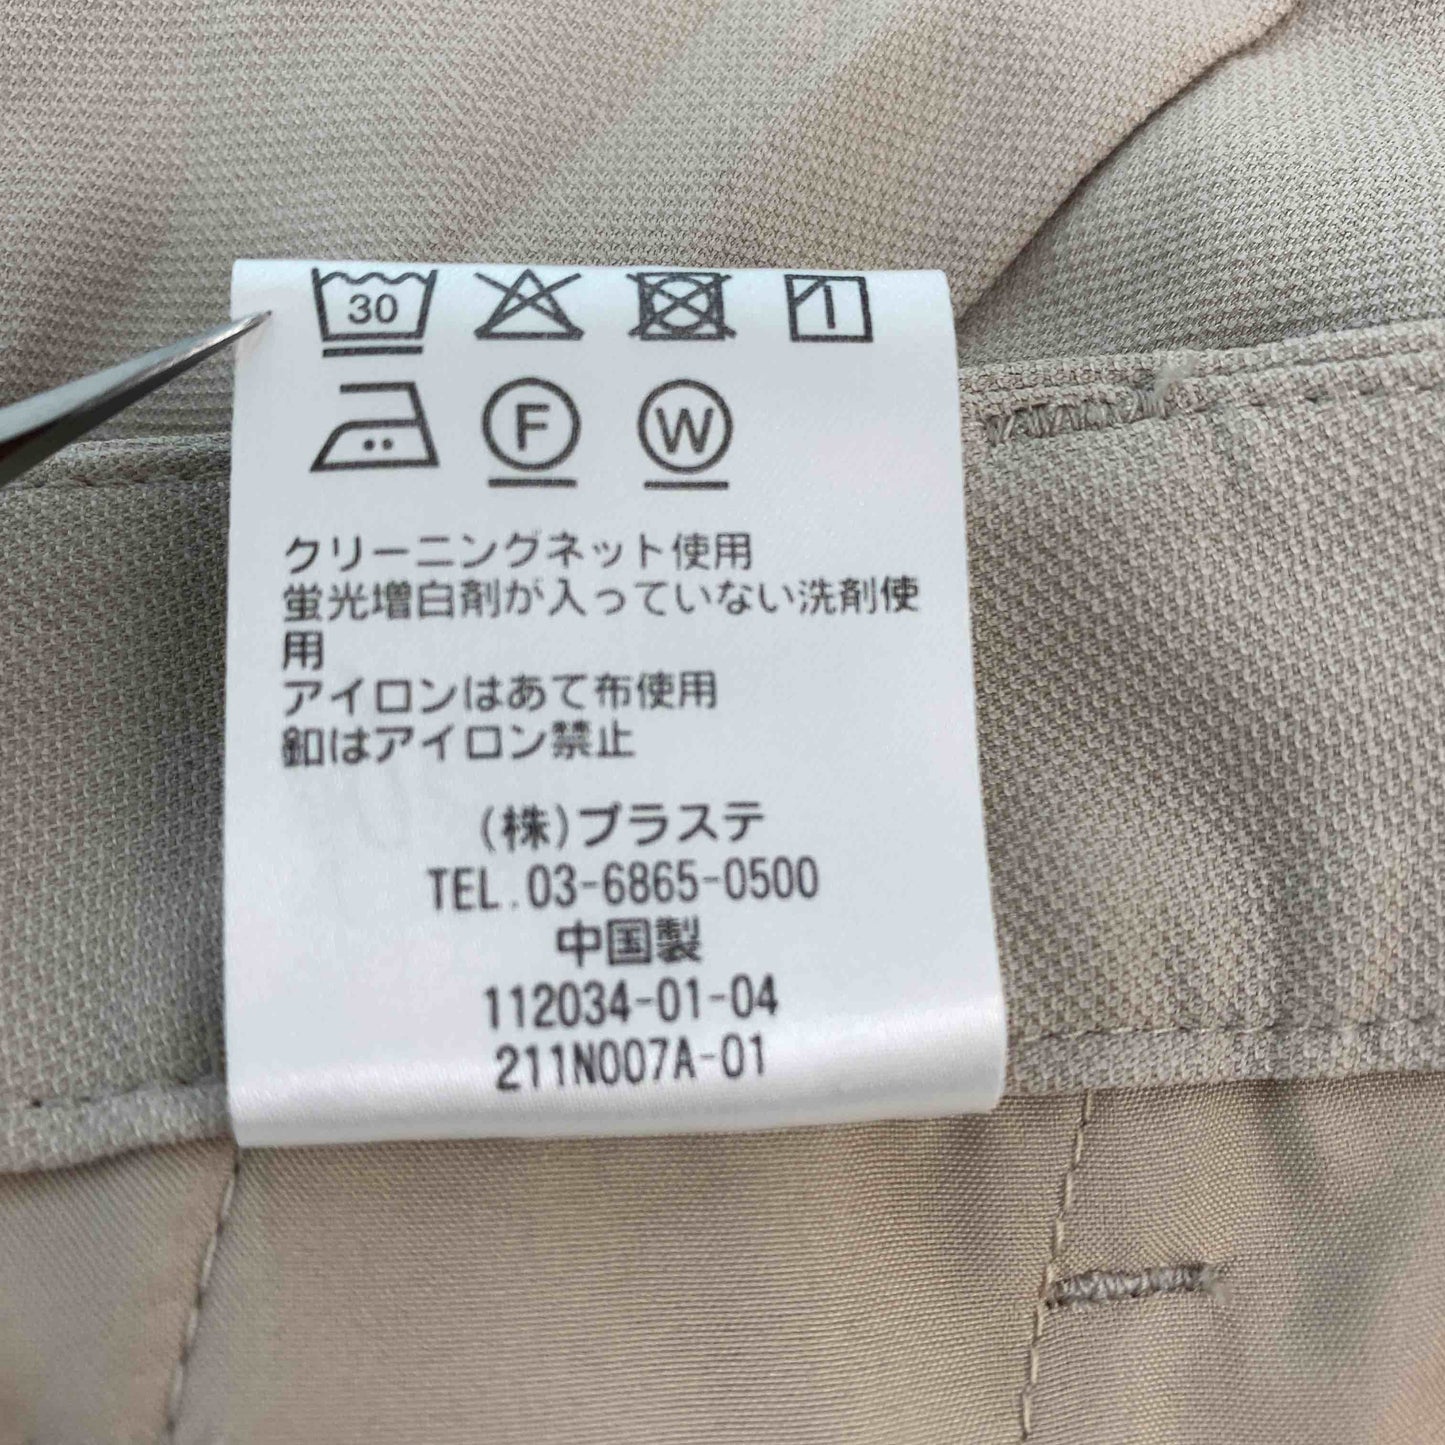 30
F W
クリーニングネット使用
蛍光増白剤が入っていない洗剤使
用
アイロンはあて布使用
釦はアイロン禁止
(株)プラステ
TEL.03-6865-0500
中国製
112034-01-04
211N007A-01